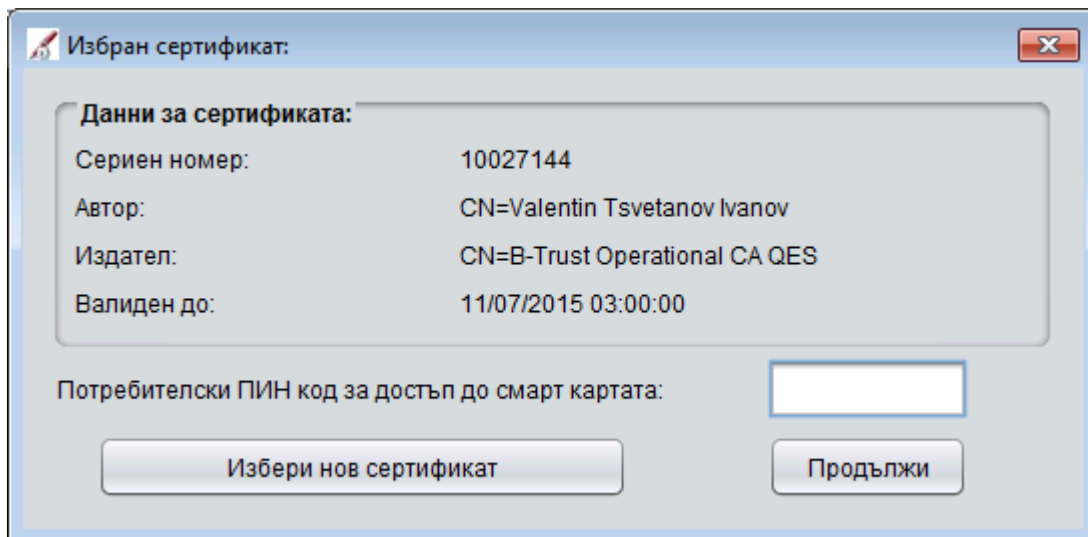 Избран сертификат:
Данни за сертификата:
Сериен номер: 10027144
Автор: CN=Valentin Tsvetanov Ivanov
Издател: CN=B-Trust Operational CA QES
Валиден до: 11/07/2015 03:00:00
Потребителски ПИН код за достъп до смарт картата:
Избери нов сертификат Продължи